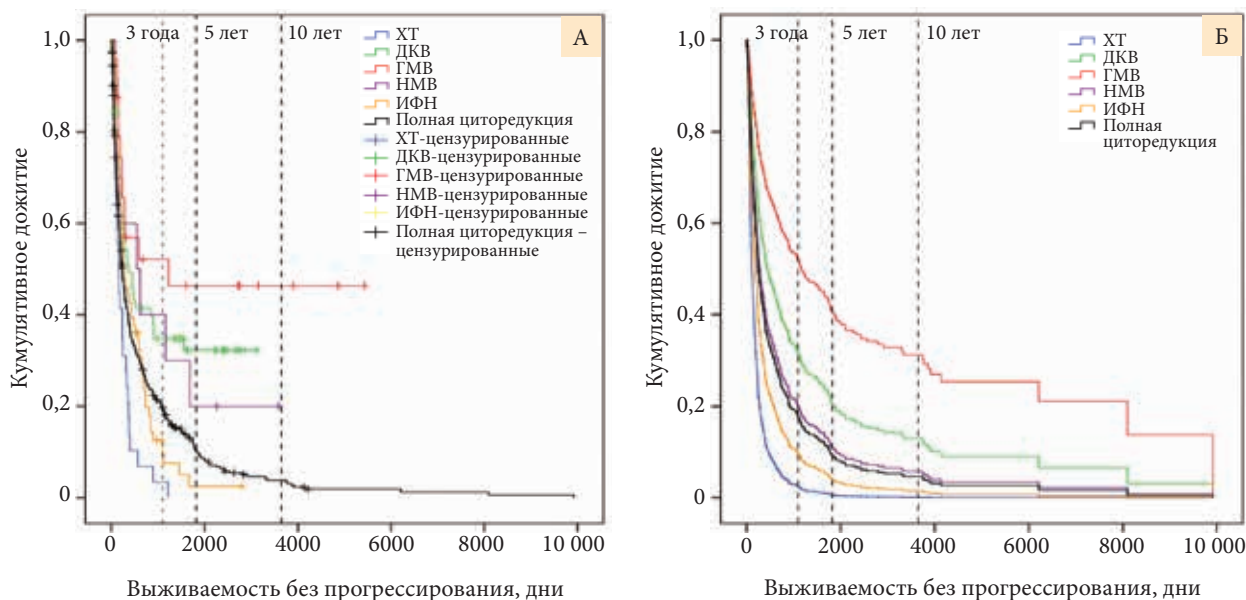 А
3 года
5 лет
10 лет
ХТ
ДКВ
ГМВ
НМВ
ИФН
Полная циторедукция
ХТ-цензурированные
ДКВ-цензурированные
ГМВ-цензурированные
НМВ-цензурированные
ИФН-цензурированные
Полная циторедукция –
цензурированные
Кумулятивное дожитие
1,0
0,8
0,6
0,4
0,2
0
0 2000 4000 6000 8000 10 000
Выживаемость без прогрессирования, дни
Б
3 года
5 лет
10 лет
ХТ
ДКВ
ГМВ
НМВ
ИФН
Полная
циторедукция
Кумулятивное дожитие
1,0
0,8
0,6
0,4
0,2
0
0 2000 4000 6000 8000 10 000
Выживаемость без прогрессирования, дни